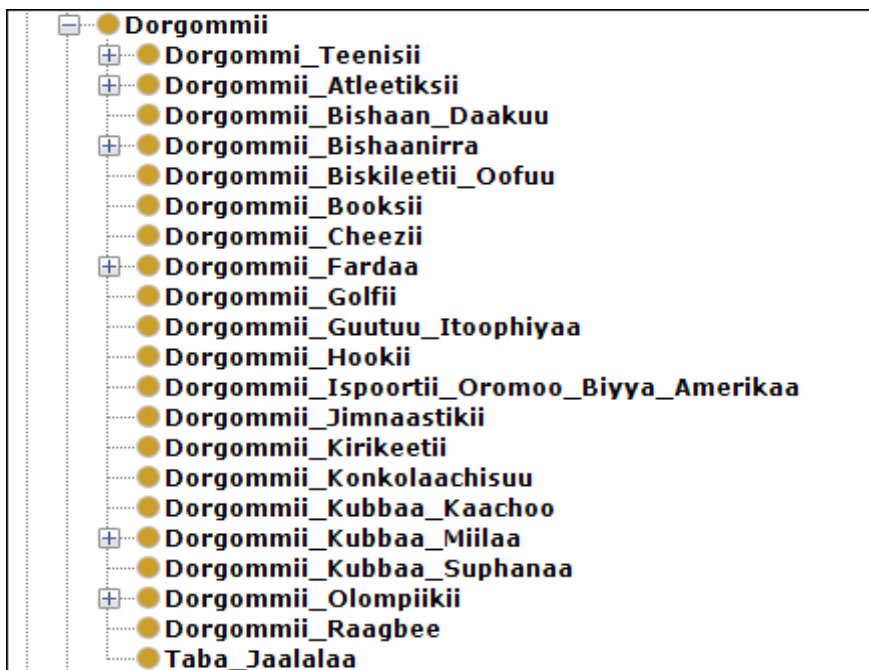 Dorgommii
Dorgommi_Teenisii
Dorgommii_Atleetiksii
Dorgommii_Bishaan_Daakuu
Dorgommii_Bishaanirra
Dorgommii_Biskileetii_Oofuu
Dorgommii_Booksii
Dorgommii_Cheezii
Dorgommii_Fardaa
Dorgommii_Golfii
Dorgommii_Guutuu_Itoophiyaa
Dorgommii_Hookii
Dorgommii_Ispoortii_Oromoo_Biyya_Amerikaa
Dorgommii_Jimnaastikii
Dorgommii_Kirikeetii
Dorgommii_Konkolaachisuu
Dorgommii_Kubbaa_Kaachoo
Dorgommii_Kubbaa_Miilaa
Dorgommii_Kubbaa_Suphanaa
Dorgommii_Olompiikii
Dorgommii_Raagbee
Taba_Jaalalaa